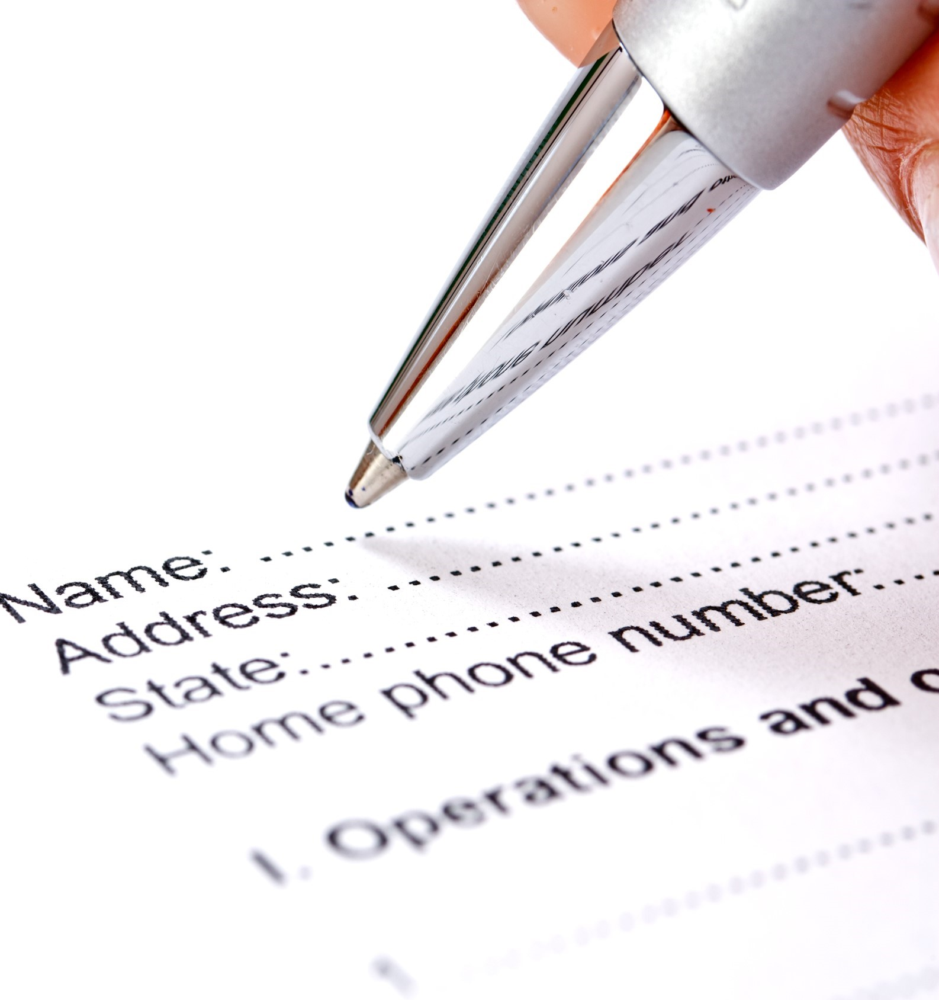 Name: ..............................
Address: ..............................
State:..............................
Home phone number:....
I. Operations and